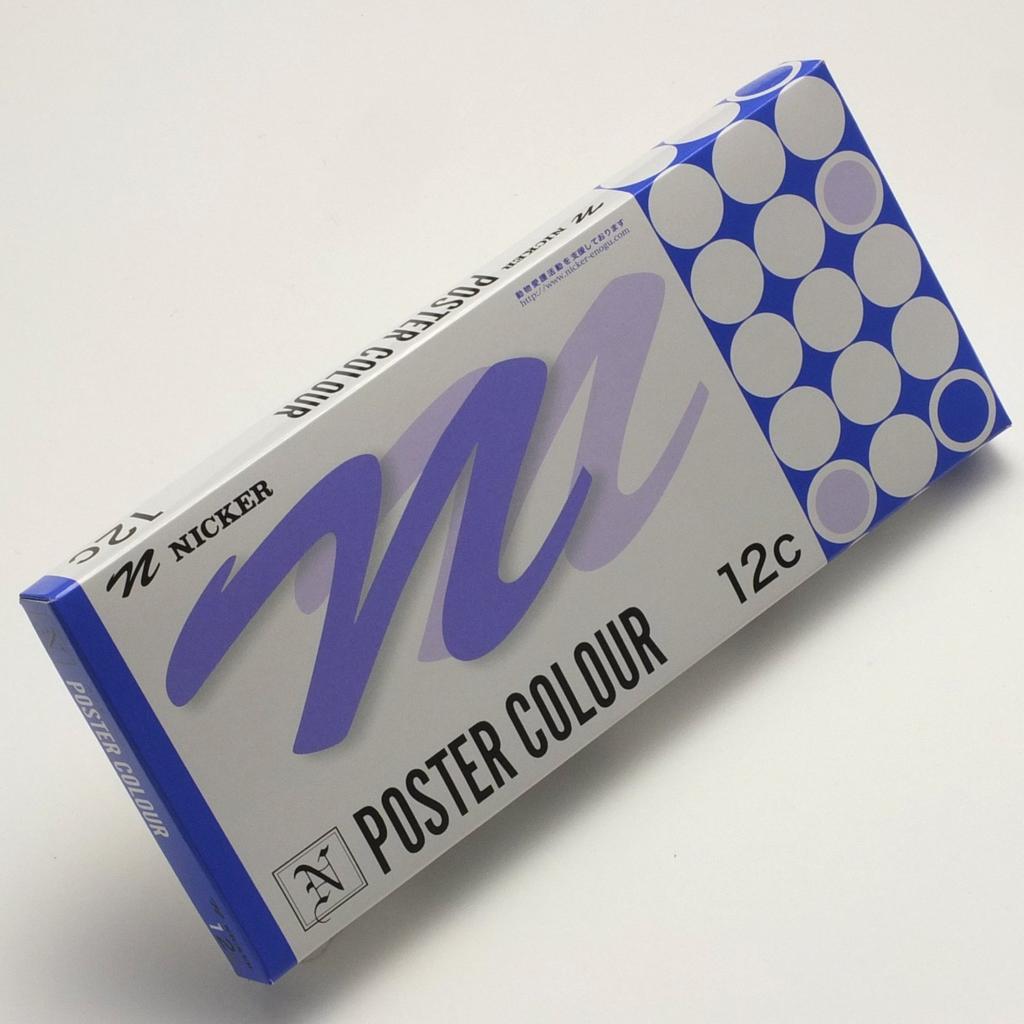 n NICKER
動物愛護活動を支援しております
http://www.nicker-enogu.com
12c
N POSTER COLOUR
n NICKER
POSTER COLOUR
12c
POSTER COLOUR
12